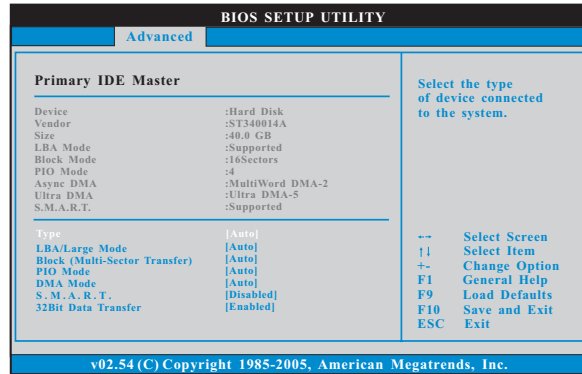 BIOS SETUP UTILITY
Advanced
Primary IDE Master
Device :Hard Disk
Vendor :ST340014A
Size :40.0 GB
LBA Mode :Supported
Block Mode :16Sectors
PIO Mode :4
Async DMA :MultiWord DMA-2
Ultra DMA :Ultra DMA-5
S.M.A.R.T. :Supported
Type [Auto]
LBA/Large Mode [Auto]
Block (Multi-Sector Transfer) [Auto]
PIO Mode [Auto]
DMA Mode [Auto]
S.M.A.R.T. [Disabled]
32Bit Data Transfer [Enabled]
Select the type
of device connected
to the system.
←→ Select Screen
↑↓ Select Item
+- Change Option
F1 General Help
F9 Load Defaults
F10 Save and Exit
ESC Exit
v02.54 (C) Copyright 1985-2005, American Megatrends, Inc.